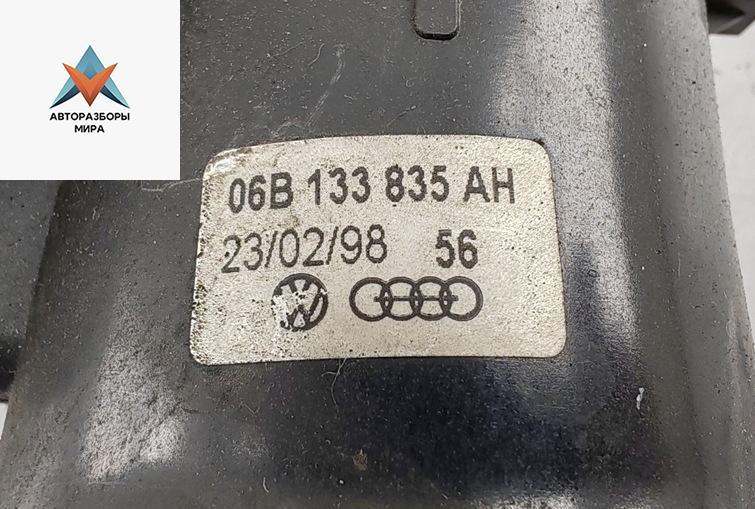 АВТОРАЗБОРЫ
МИРА
06B 133 835 AH
23/02/98 56